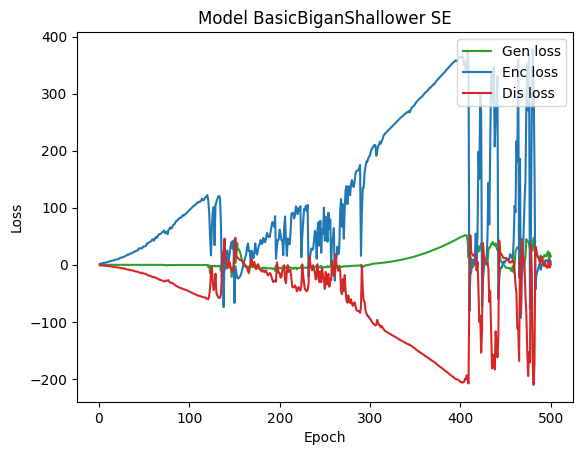 Model BasicBiganShallower SE
Gen loss
Enc loss
Dis loss
400
300
200
100
0
−100
−200
Loss
0
100
200
300
400
500
Epoch